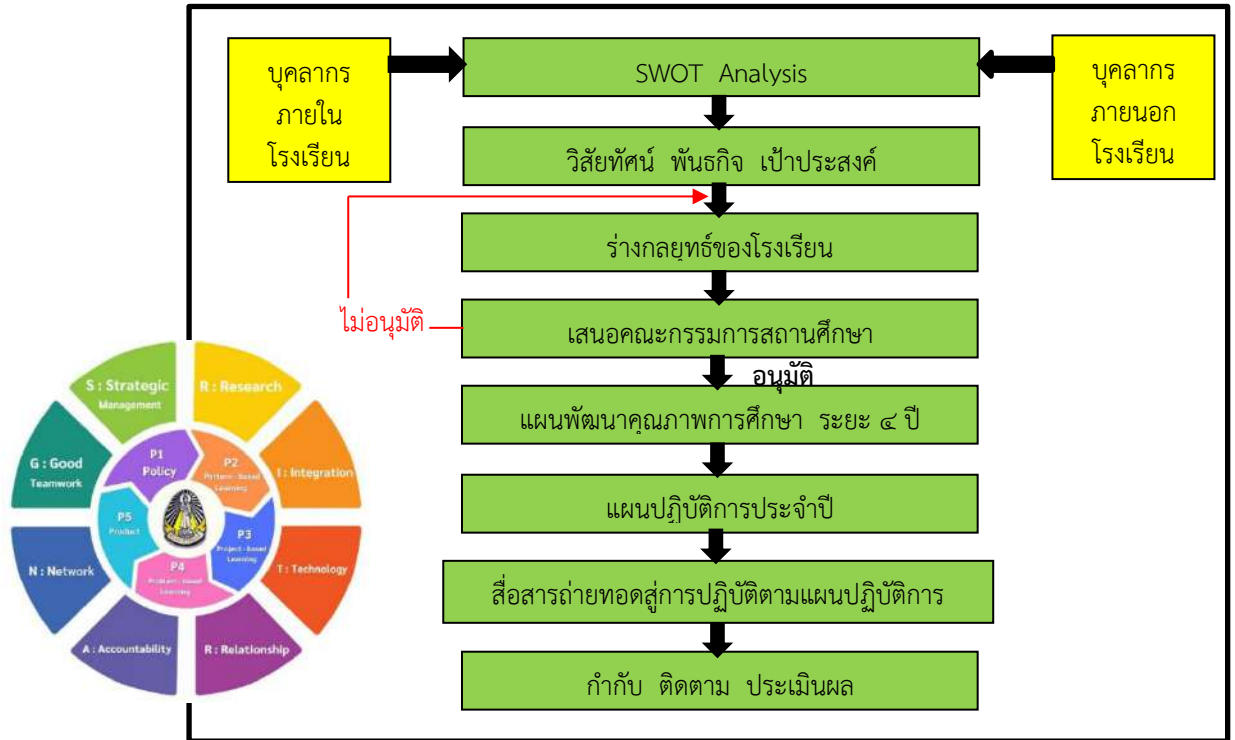 บุคลากร
ภายใน
โรงเรียน
SWOT Analysis
บุคลากร
ภายนอก
โรงเรียน
วิสัยทัศน์ พันธกิจ เป้าประสงค์
ร่างกลยุทธ์ของโรงเรียน
ไม่อนุมัติ
เสนอคณะกรรมการสถานศึกษา
อนุมัติ
แผนพัฒนาคุณภาพการศึกษา ระยะ ๔ ปี
แผนปฏิบัติการประจำปี
สื่อสารถ่ายทอดสู่การปฏิบัติตามแผนปฏิบัติการ
กำกับ ติดตาม ประเมินผล
S : Strategic
Management
R : Research
I : Integration
T : Technology
R : Relationship
A : Accountability
N : Network
G : Good
Teamwork
P1
Policy
P2
Pattern - Based
Learning
P3
Project - based
Learning
P4
Problem - based
Learning
P5
Product